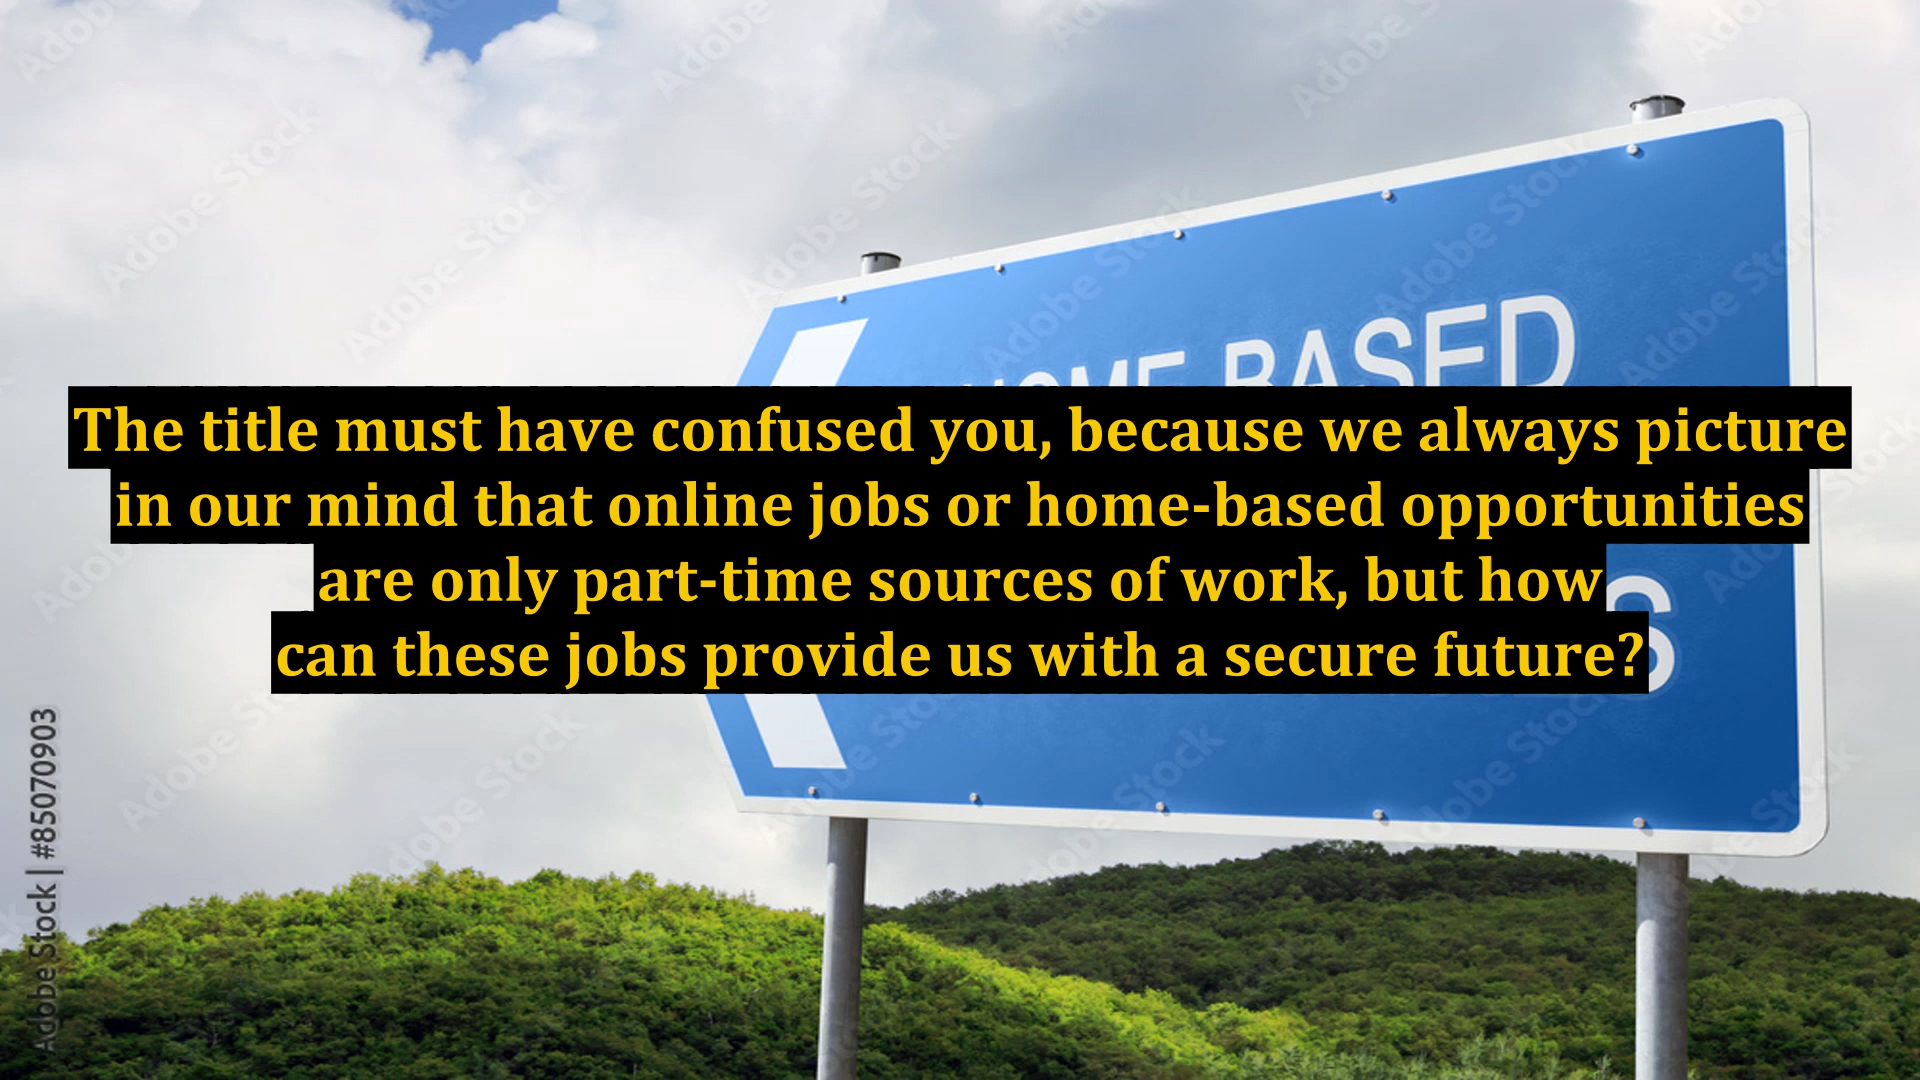 HOME BASED
The title must have confused you, because we always picture
in our mind that online jobs or home-based opportunities
are only part-time sources of work, but how
can these jobs provide us with a secure future?
Adobe Stock | #85070903